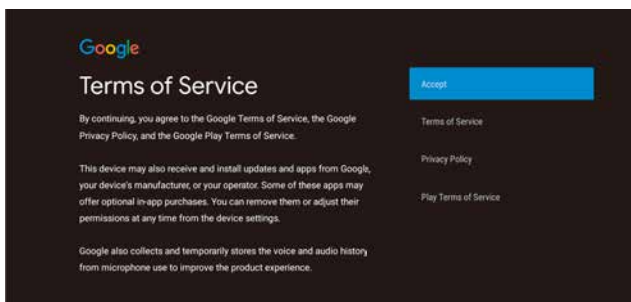 Google
Terms of Service
By continuing, you agree to the Google Terms of Service, the Google
Privacy Policy, and the Google Play Terms of Service.
This device may also receive and install updates and apps from Google,
your device's manufacturer, or your operator. Some of these apps may
offer optional in-app purchases. You can remove them or adjust their
permissions at any time from the device settings.
Google also collects and temporarily stores the voice and audio history
from microphone use to improve the product experience.
Accept
Terms of Service
Privacy Policy
Play Terms of Service